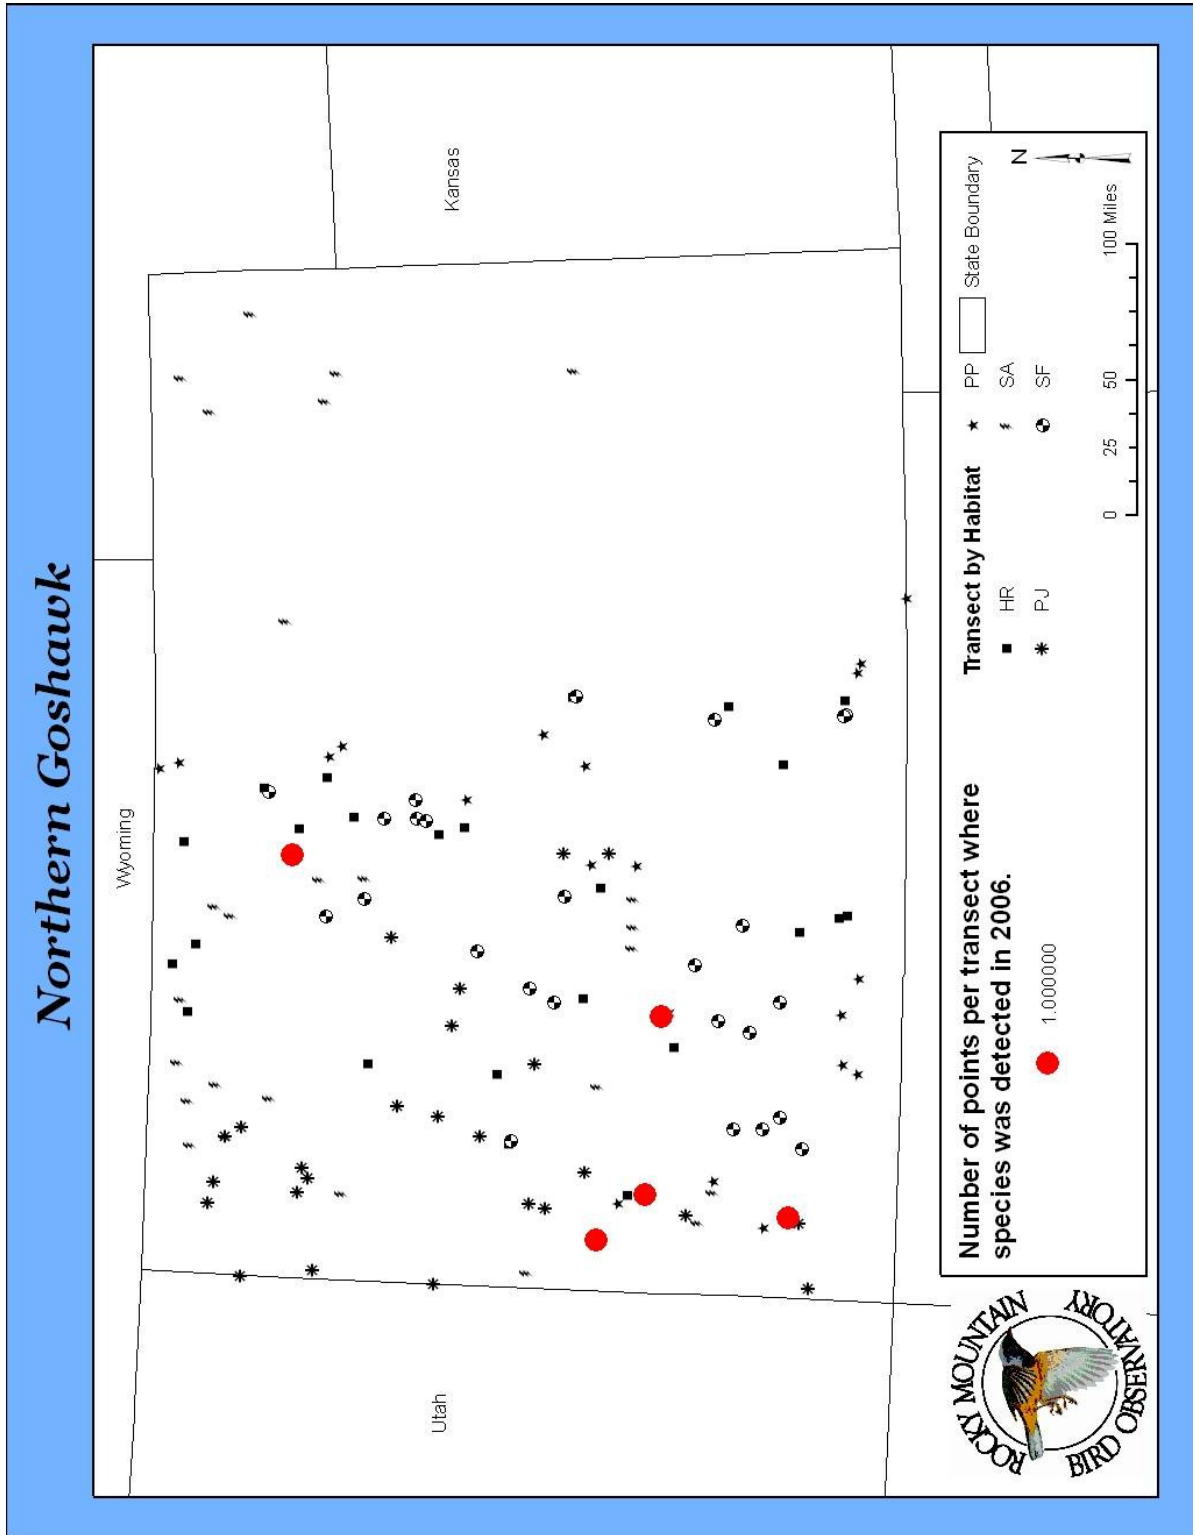 Northern Goshawk
Wyoming
Kansas
Utah
Number of points per transect where
species was detected in 2006.
1.000000
Transect by Habitat
HR
PJ
PP
SA
SF
State Boundary
N
0 25 50 100 Miles
ROCKY MOUNTAIN
BIRD OBSERVATORY